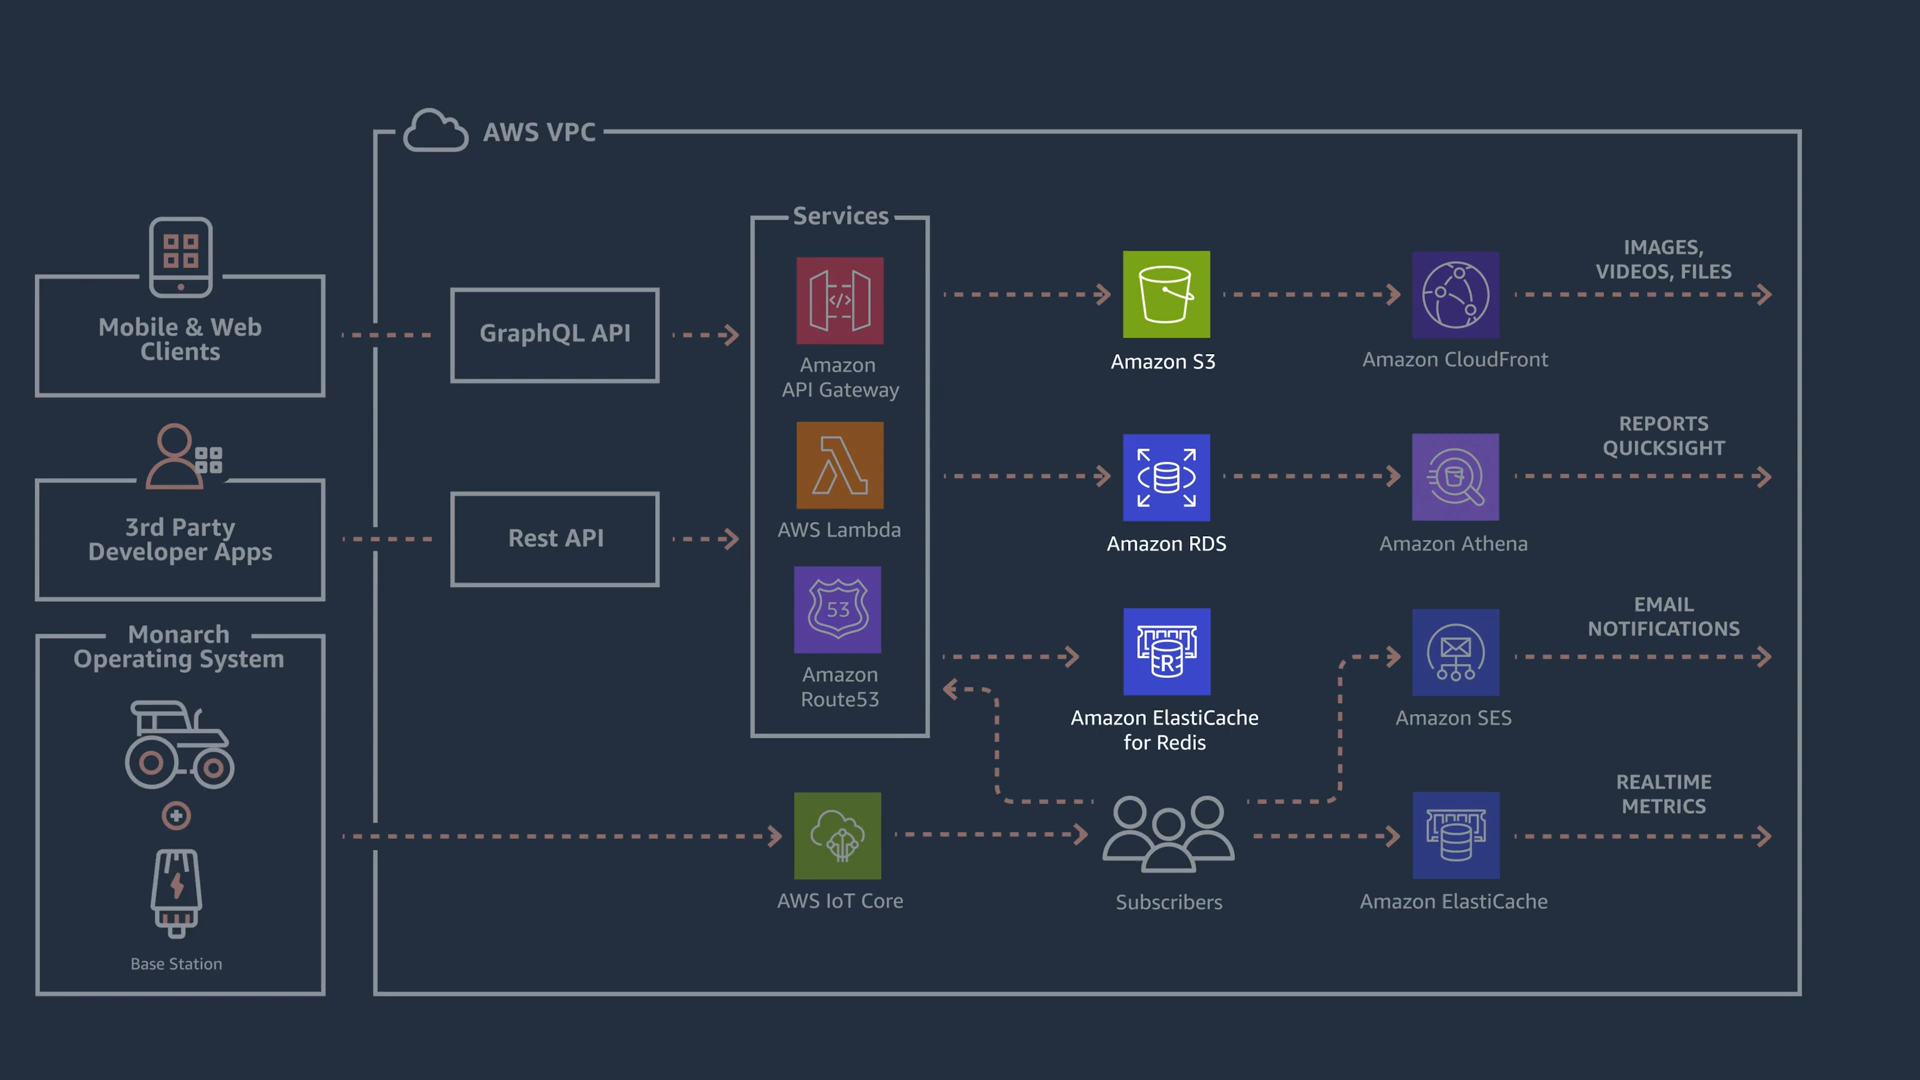 AWS VPC
Services
Mobile & Web
Clients
GraphQL API
</>
Amazon
API Gateway
Amazon S3
Amazon CloudFront
IMAGES,
VIDEOS, FILES
3rd Party
Developer Apps
Rest API
AWS Lambda
Amazon RDS
Amazon Athena
REPORTS
QUICKSIGHT
53
Amazon
Route53
R
Amazon ElastiCache
for Redis
Amazon SES
EMAIL
NOTIFICATIONS
Monarch
Operating System
Base Station
AWS IoT Core
Subscribers
Amazon ElastiCache
REALTIME
METRICS